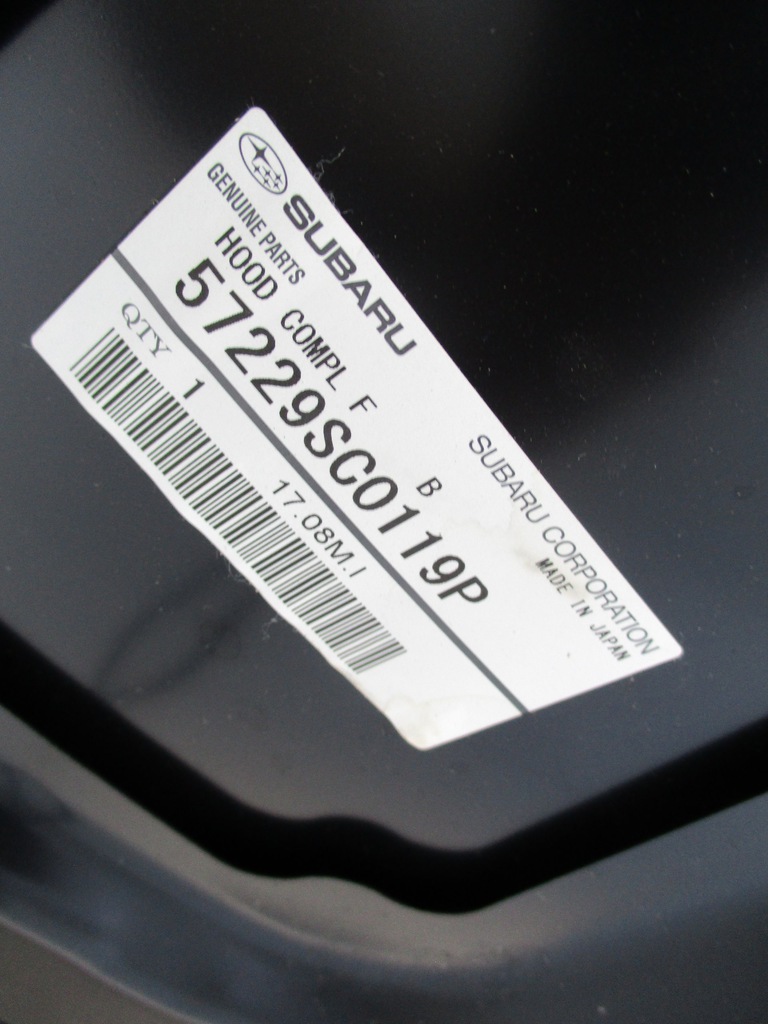 SUBARU
GENUINE PARTS
HOOD COMPL F B
57229SC0119P
SUBARU CORPORATION
MADE IN JAPAN
QTY 1 17.08M.I